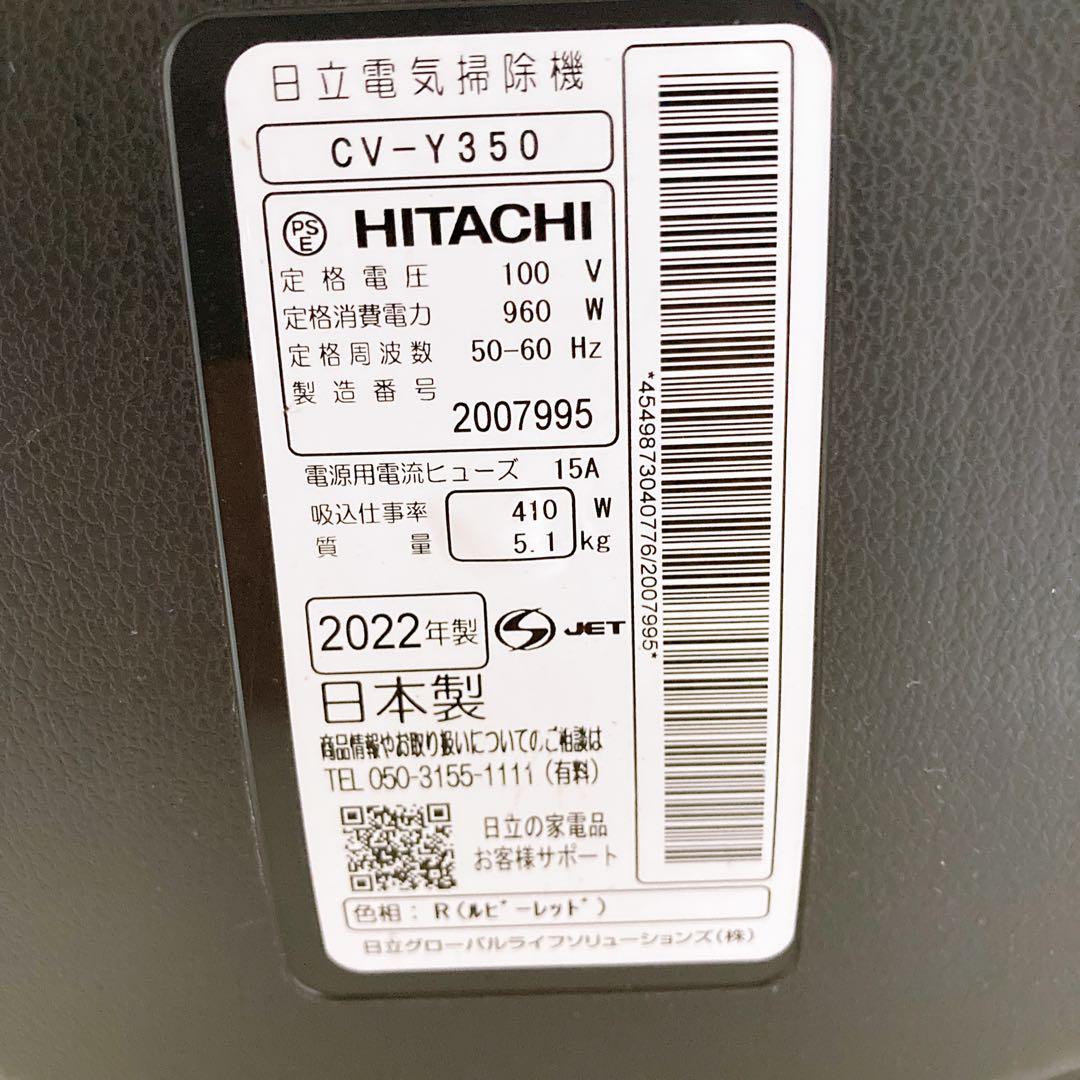 日立電気掃除機
CV-Y350
PSE HITACHI
定格電圧 100 V
定格消費電力 960 W
定格周波数 50-60 Hz
製造番号
2007995
電源用電流ヒューズ 15A
吸込仕事率 410 W
質量 5.1 kg
2022年製 JET
日本製
商品情報やお取り扱いについてのご相談は
TEL 050-3155-1111（有料）
日立の家電品
お客様サポート
色相：R（ルビーレッド）
日立グローバルライフソリューションズ（株）
*4549873040776/2007995*